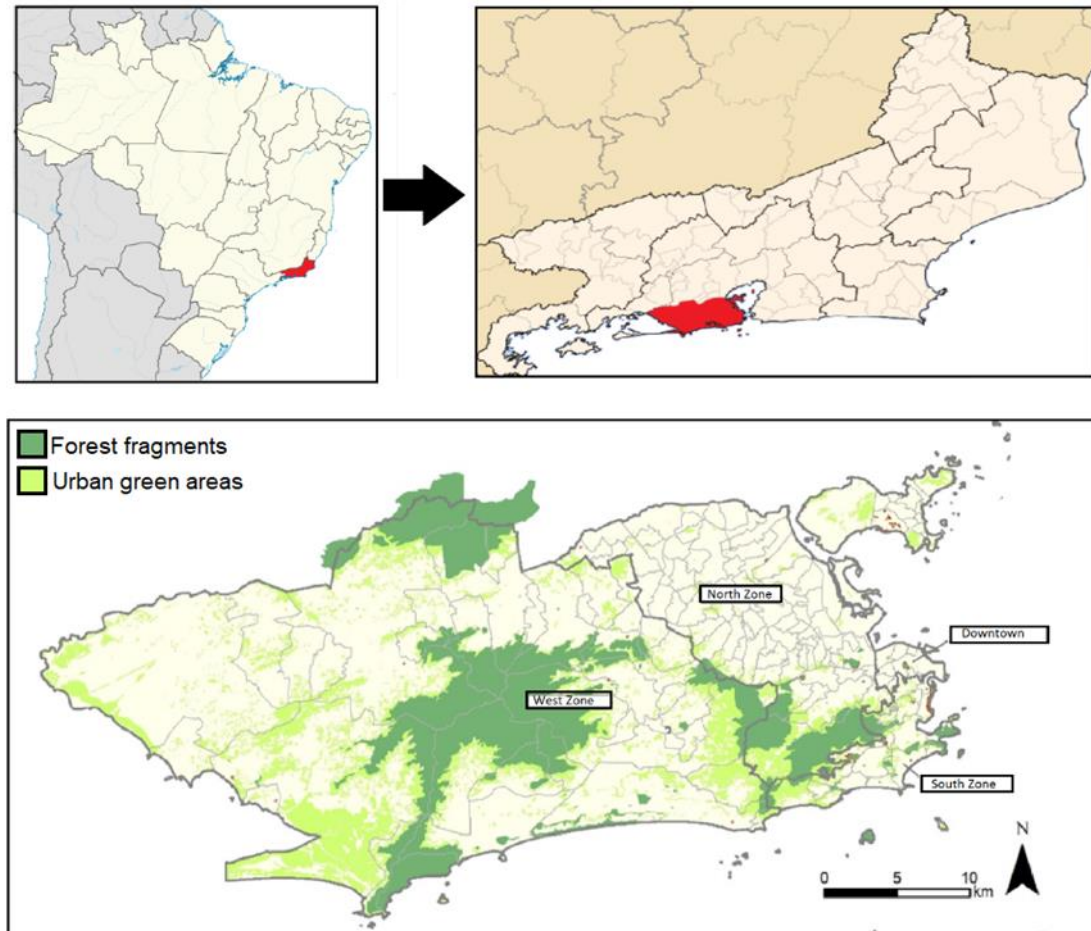 Forest fragments
Urban green areas
North Zone
Downtown
West Zone
South Zone
N
0 5 10
km